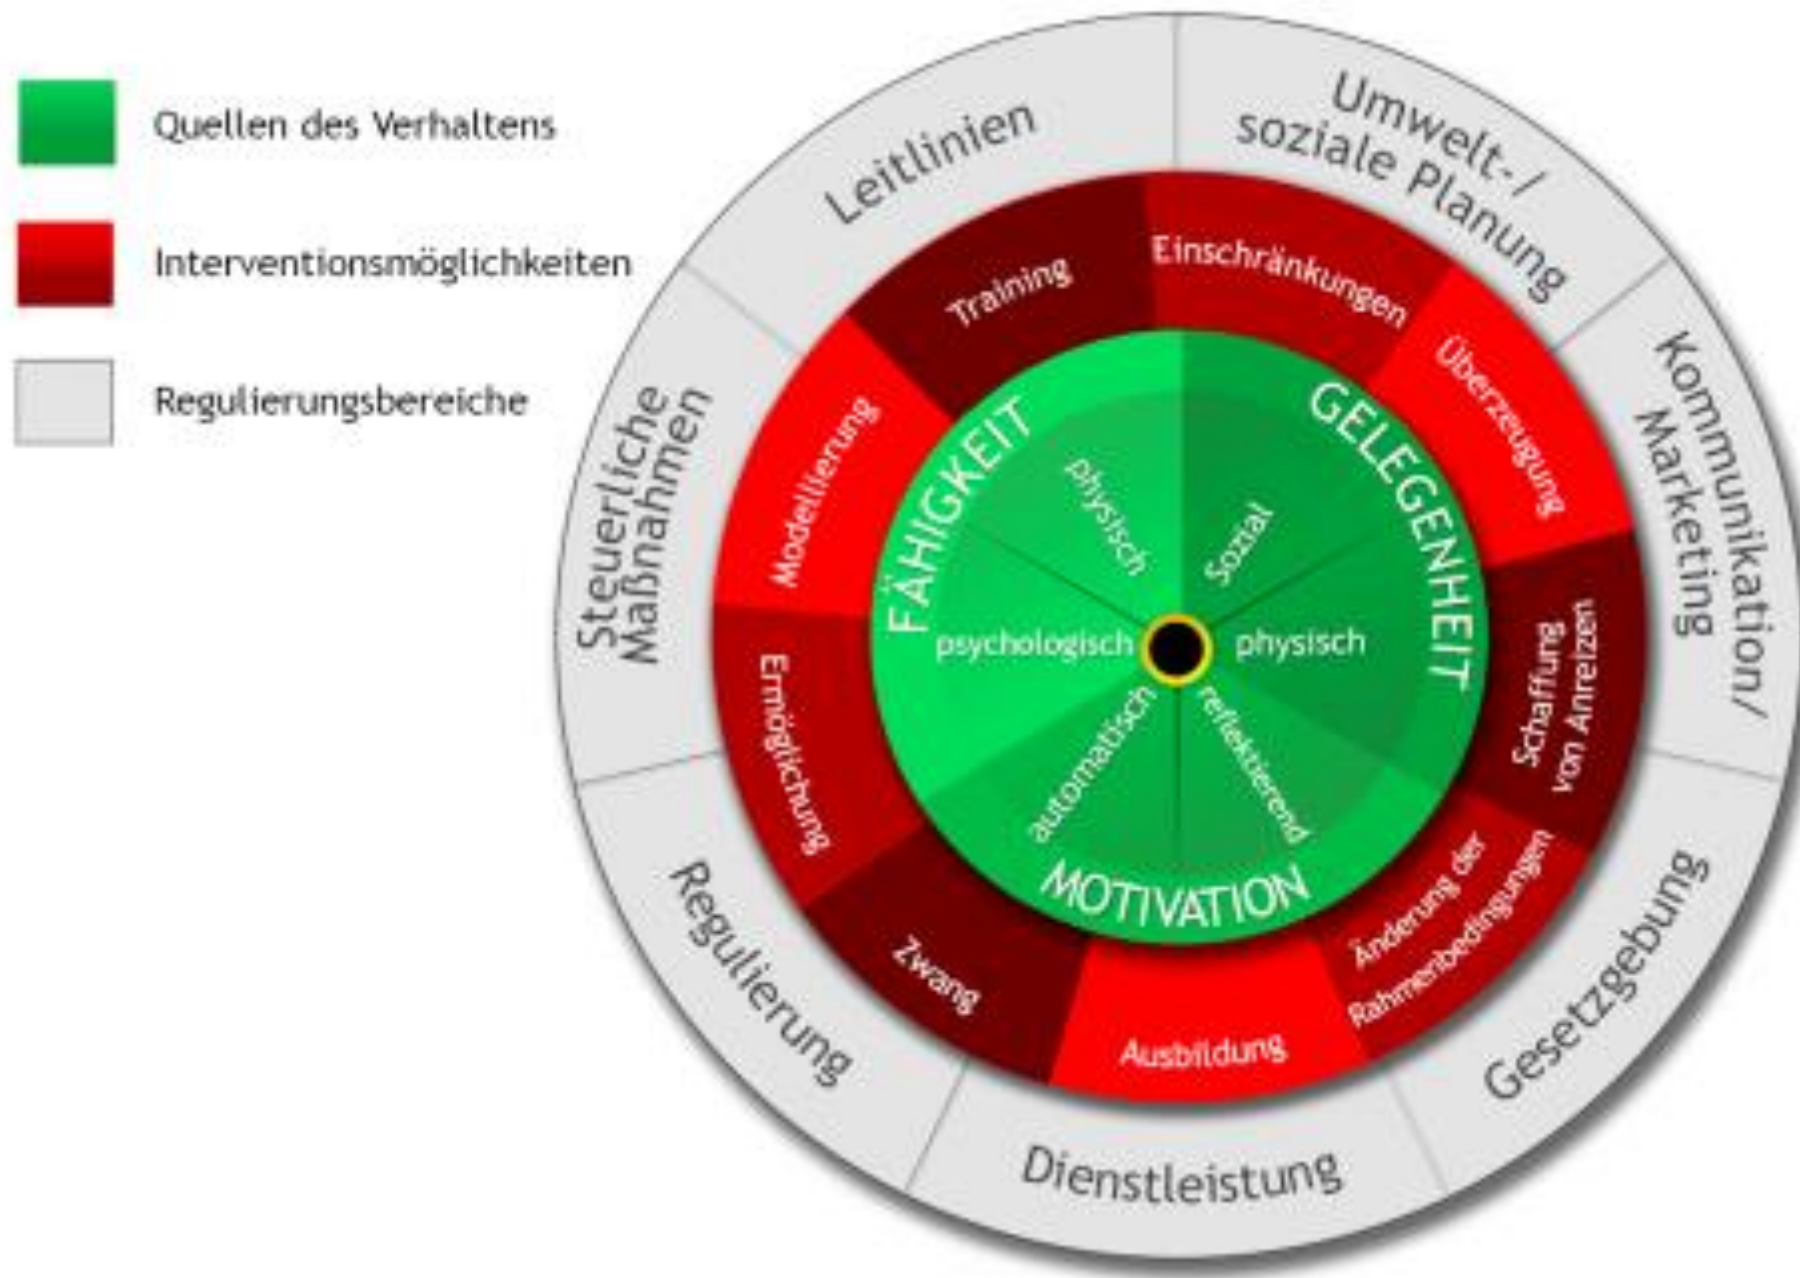 Quellen des Verhaltens
Interventionsmöglichkeiten
Regulierungsbereiche
Leitlinien
Umwelt-/
soziale Planung
Kommunikation/
Marketing
Gesetzgebung
Dienstleistung
Regulierung
Steuerliche
Maßnahmen
Training
Einschränkungen
Überzeugung
Schaffung
von Anreizen
Änderung der
Rahmenbedingungen
Ausbildung
Zwang
Ermöglichung
Modellierung
FÄHIGKEIT
GELEGENHEIT
MOTIVATION
physisch
Sozial
physisch
reflektierend
automatisch
psychologisch